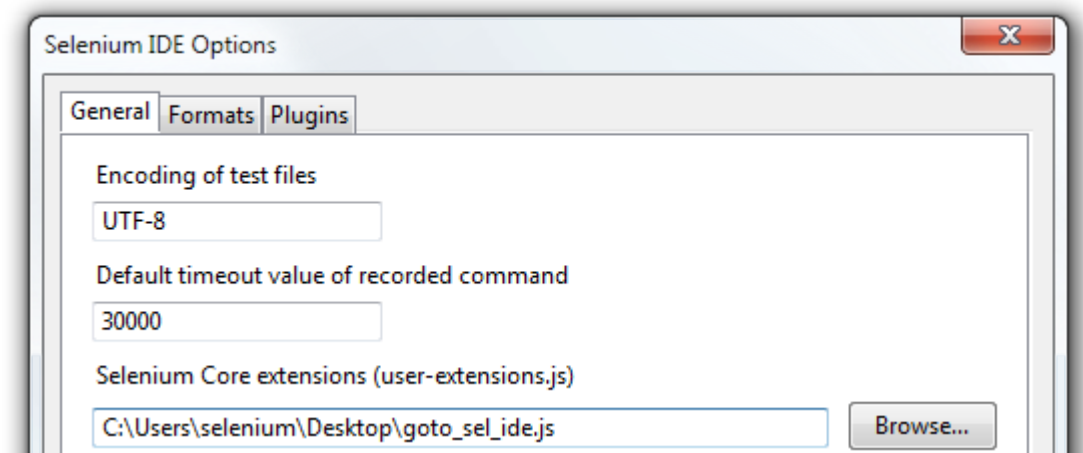 Selenium IDE Options
General Formats Plugins
Encoding of test files
UTF-8
Default timeout value of recorded command
30000
Selenium Core extensions (user-extensions.js)
C:\Users\selenium\Desktop\goto_sel_ide.js Browse...